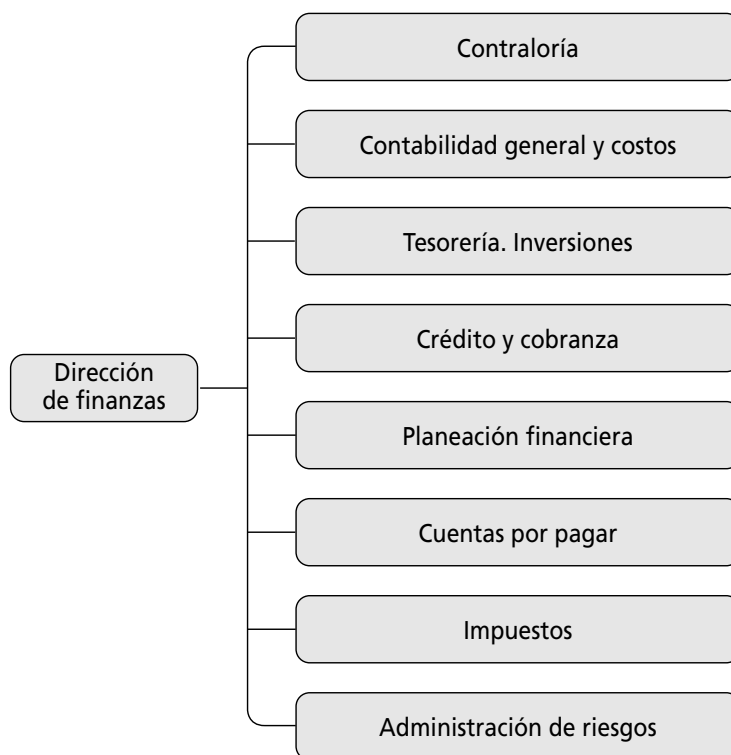 Contraloría
Contabilidad general y costos
Tesorería. Inversiones
Crédito y cobranza
Dirección
de finanzas
Planeación financiera
Cuentas por pagar
Impuestos
Administración de riesgos